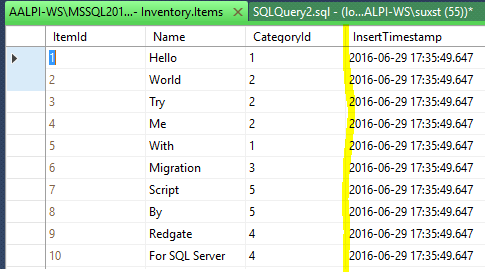 AALPI-WS\MSSQL201...- Inventory.Items SQLQuery2.sql - (lo...ALPI-WS\suxst (55))*
ItemId Name CategoryId InsertTimestamp
1 Hello 1 2016-06-29 17:35:49.647
2 World 2 2016-06-29 17:35:49.647
3 Try 2 2016-06-29 17:35:49.647
4 Me 2 2016-06-29 17:35:49.647
5 With 1 2016-06-29 17:35:49.647
6 Migration 3 2016-06-29 17:35:49.647
7 Script 5 2016-06-29 17:35:49.647
8 By 5 2016-06-29 17:35:49.647
9 Redgate 4 2016-06-29 17:35:49.647
10 For SQL Server 4 2016-06-29 17:35:49.647